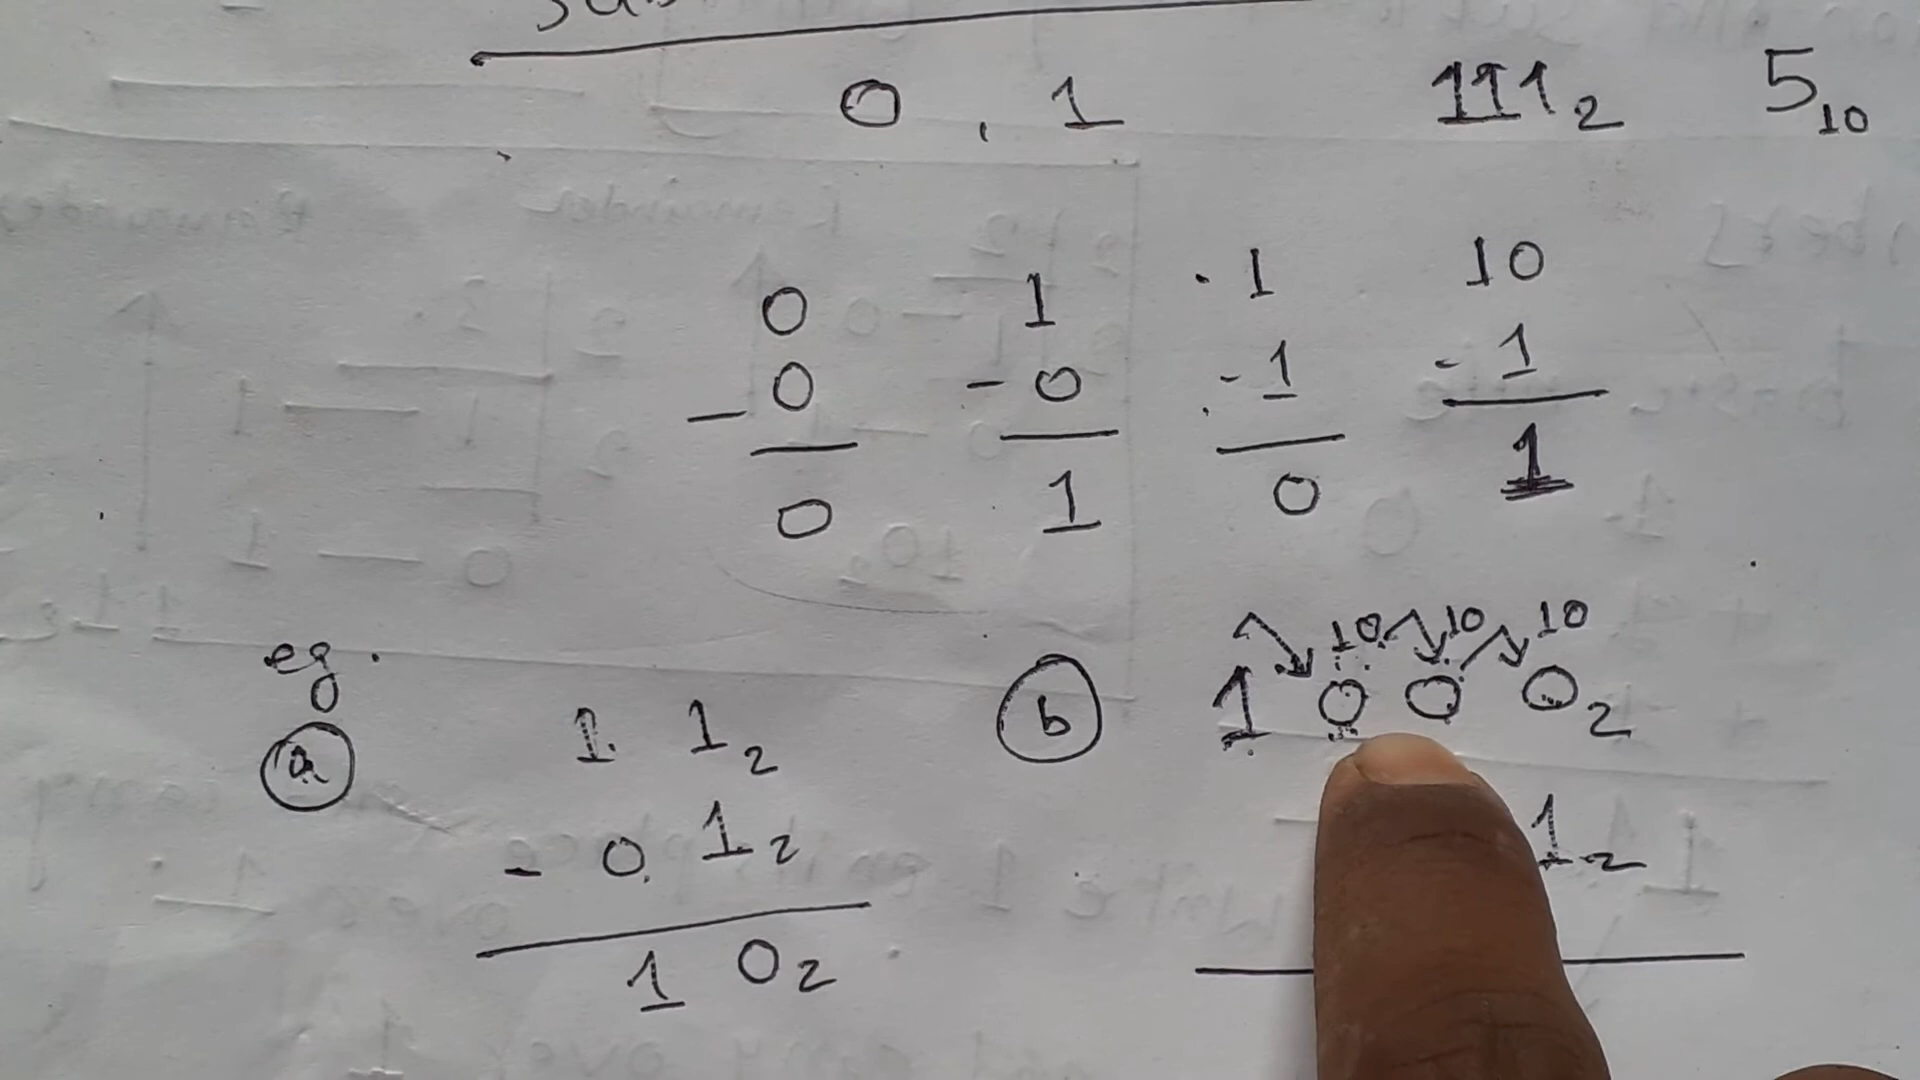 0 , 1 111₂ 5₁₀
0 1 1 10
- 0 - 0 - 1 - 1
0 1 0 1
eg.
10 10 10
ⓐ 1 1₂ ⓑ 1 0 0 0₂
- 0 1₂ - 1₂
1 0₂